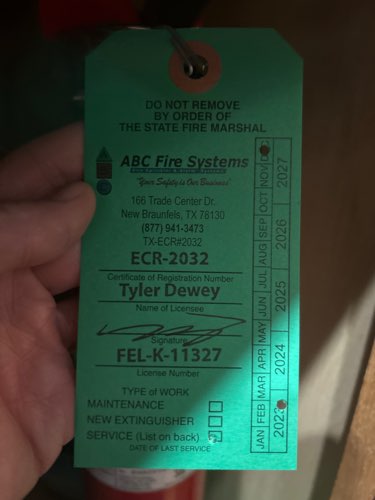 DO NOT REMOVE
BY ORDER OF
THE STATE FIRE MARSHAL
ABC Fire Systems
"Your Safety is Our Business"
166 Trade Center Dr.
New Braunfels, TX 78130
(877) 941-3473
TX-ECR#2032
ECR-2032
Certificate of Registration Number
Tyler Dewey
Name of Licensee
Signature
FEL-K-11327
License Number
TYPE of WORK
MAINTENANCE
NEW EXTINGUISHER
SERVICE (List on back)
DATE OF LAST SERVICE
JAN FEB MAR APR MAY JUN JUL AUG SEP OCT NOV
2023 2024 2025 2026 2027